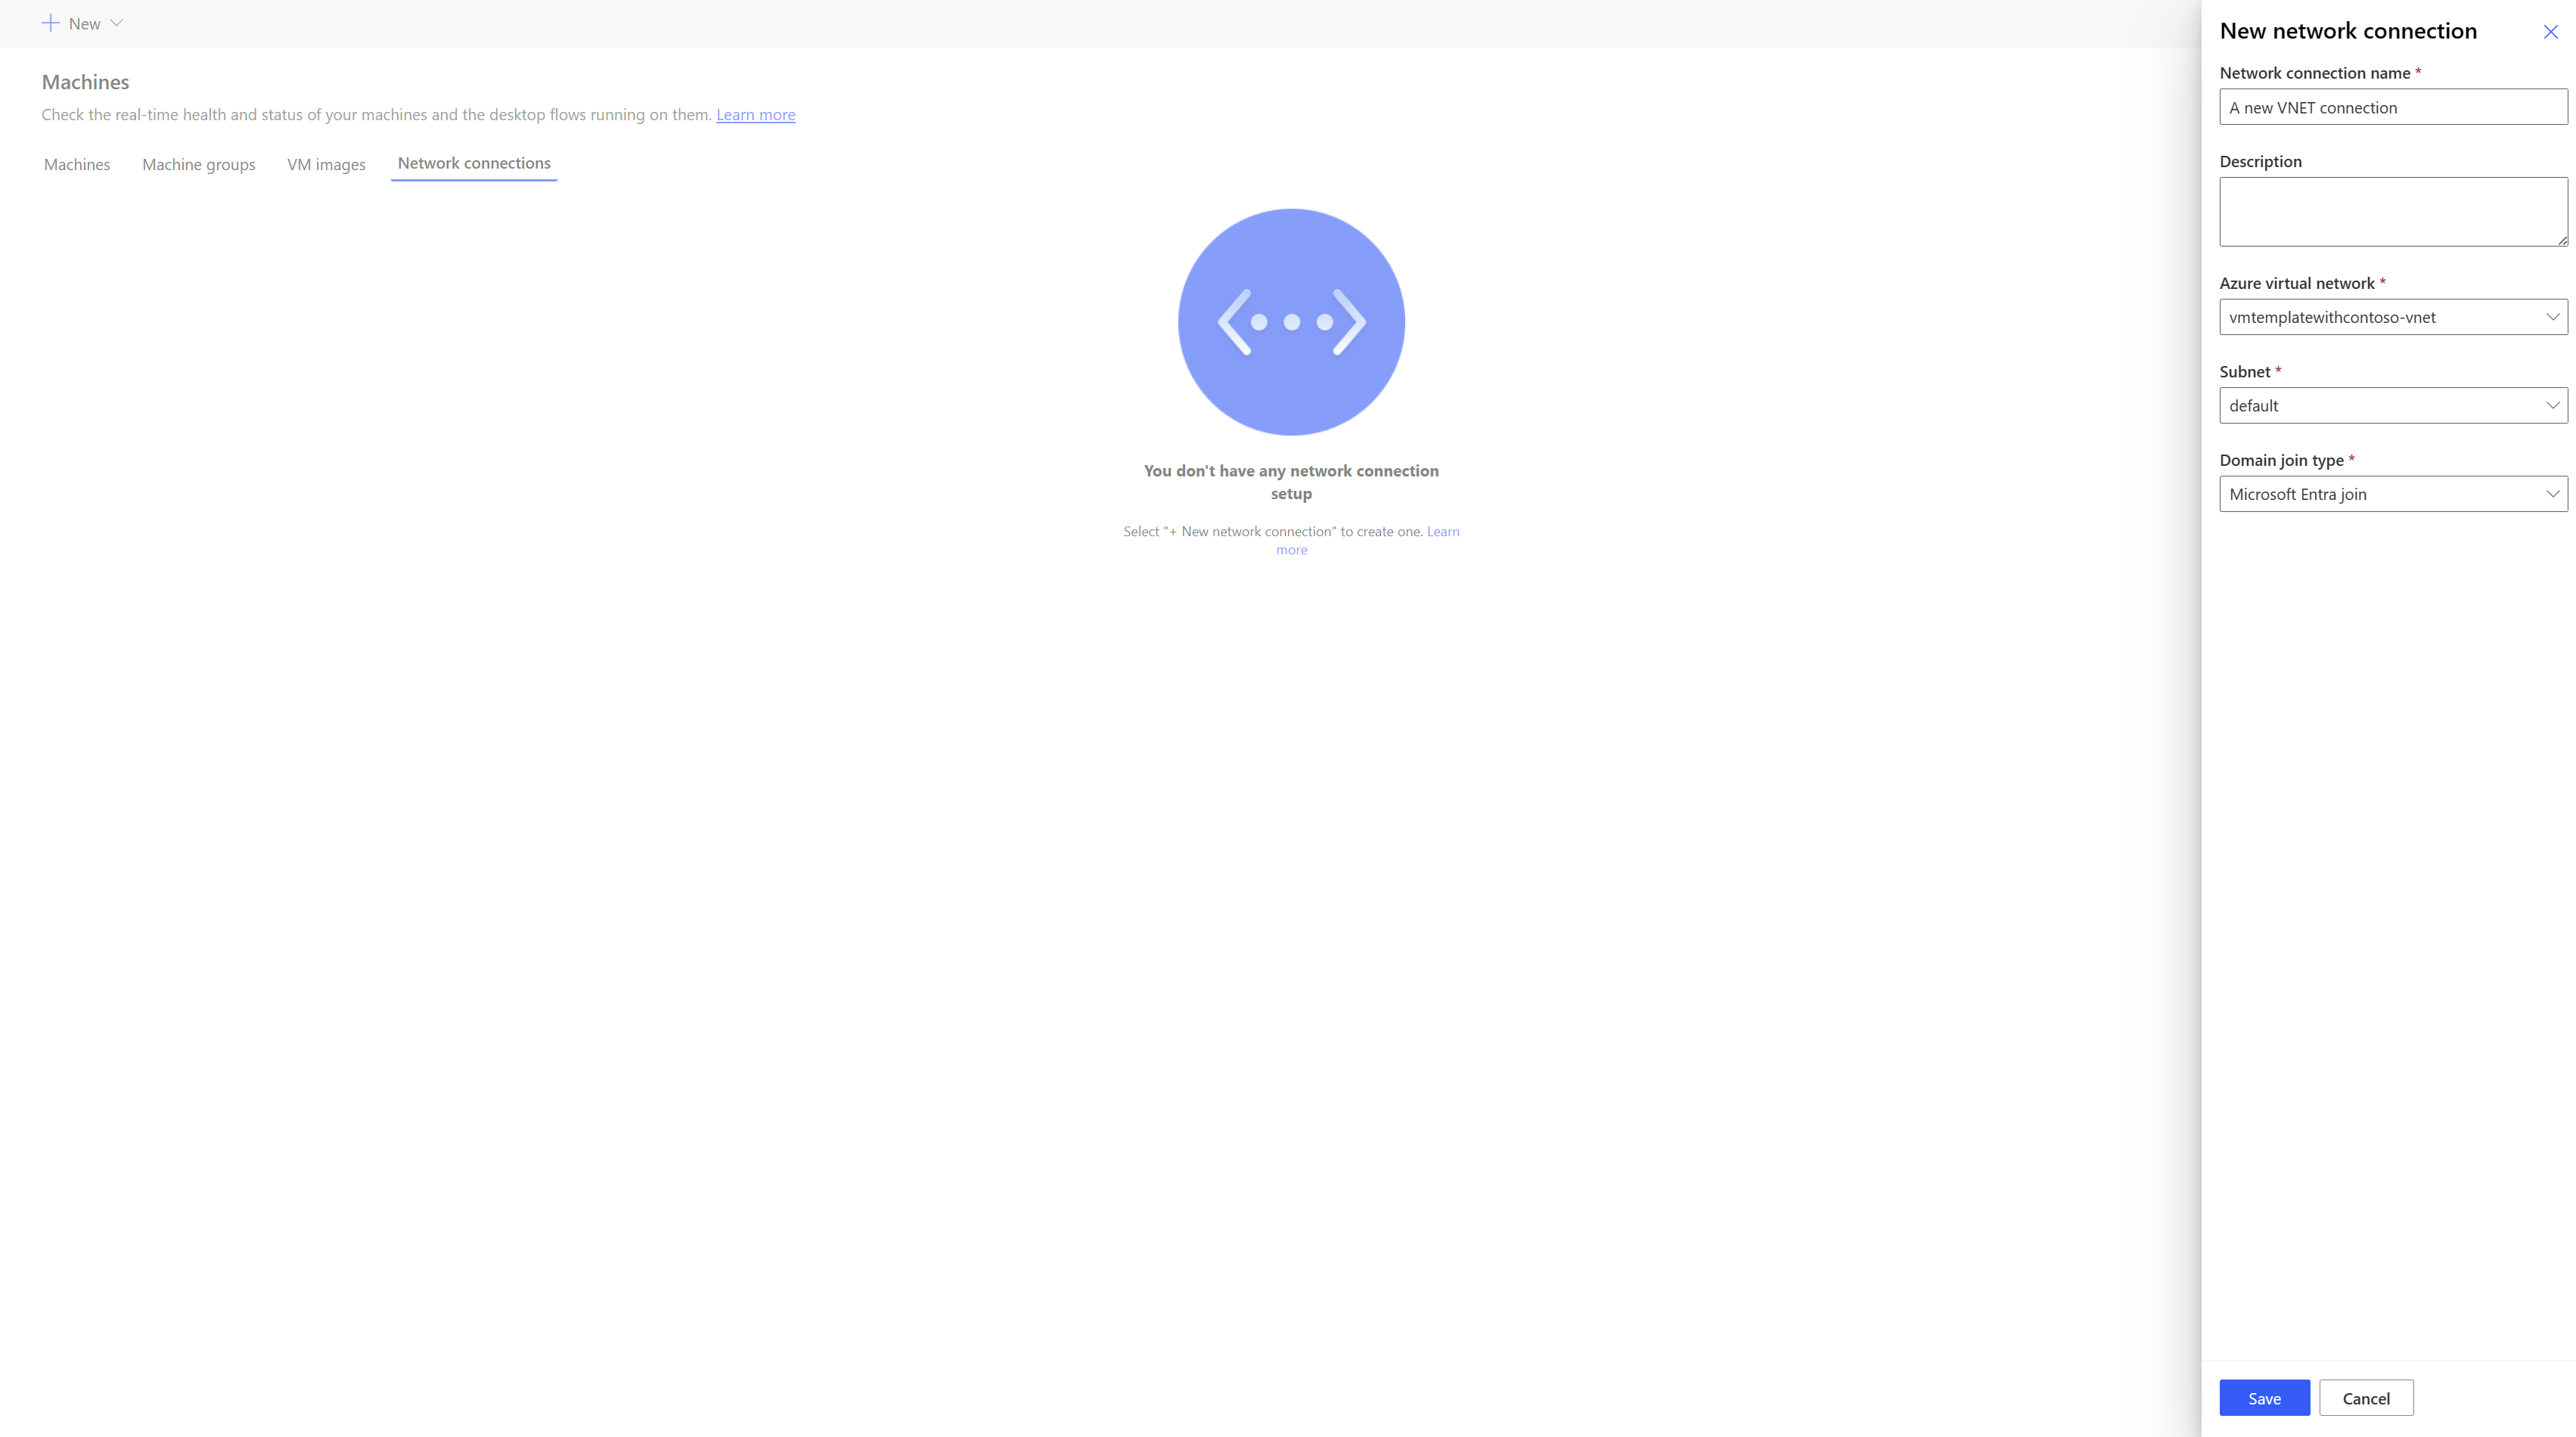 New
Machines
Check the real-time health and status of your machines and the desktop flows running on them. Learn more
Machines
Machine groups
VM images
Network connections
You don't have any network connection
setup
Select "+ New network connection" to create one. Learn
more
New network connection
Network connection name *
A new VNET connection
Description
Azure virtual network *
vmtemplatewithcontoso-vnet
Subnet *
default
Domain join type *
Microsoft Entra join
Save
Cancel